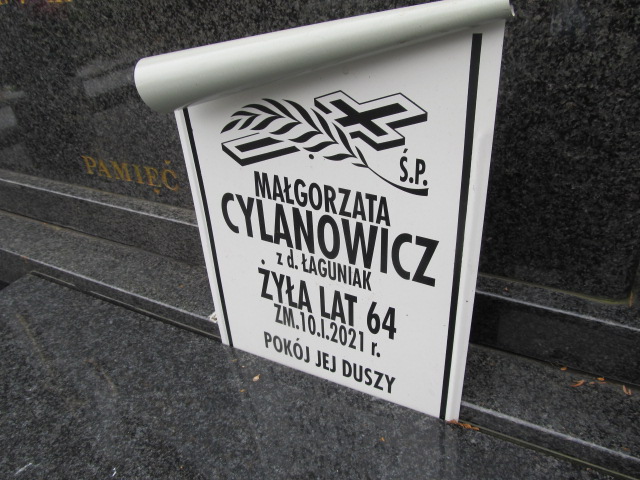 PAMIĘĆ
Ś.P.
MAŁGORZATA
CYLANOWICZ
z d. ŁAGUNIAK
ŻYŁA LAT 64
ZM.10.I.2021 r.
POKÓJ JEJ DUSZY